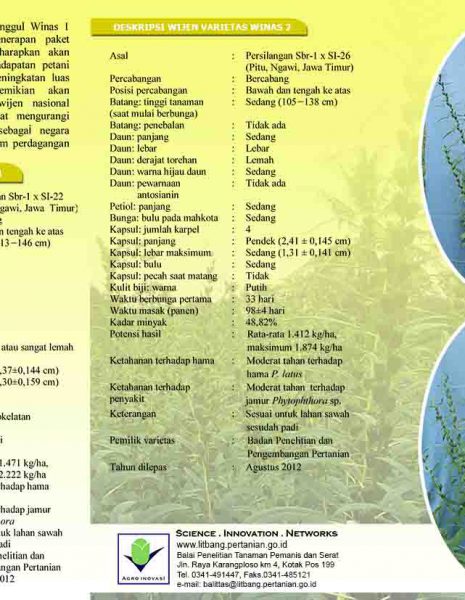 nggul Winas 1
enerapan paket
harapkan akan
dapatan petani
eningkatan luas
emikian akan
wijen nasional
at mengurangi
sebagai negara
m perdagangan
n Sbr-1 x SI-22
gawi, Jawa Timur)
g
n tengah ke atas
13−146 cm)
atau sangat lemah
,37±0,144 cm)
,30±0,159 cm)
okelatan
i
1.471 kg/ha,
2.222 kg/ha
rhadap hama
hadap jamur
hora
uk lahan sawah
adi
nelitian dan
ngan Pertanian
012
DESKRIPSI WIJEN VARIETAS WINAS 2
Asal : Persilangan Sbr-1 x SI-26
(Pitu, Ngawi, Jawa Timur)
Percabangan : Bercabang
Posisi percabangan : Bawah dan tengah ke atas
Batang: tinggi tanaman : Sedang (105−138 cm)
(saat mulai berbunga)
Batang: penebalan : Tidak ada
Daun: panjang : Sedang
Daun: lebar : Lebar
Daun: derajat torehan : Lemah
Daun: warna hijau daun : Sedang
Daun: pewarnaan : Tidak ada
antosianin
Petiol: panjang : Sedang
Bunga: bulu pada mahkota : Sedang
Kapsul: jumlah karpel : 4
Kapsul: panjang : Pendek (2,41 ± 0,145 cm)
Kapsul: lebar maksimum : Sedang (1,31 ± 0,141 cm)
Kapsul: bulu : Sedang
Kapsul: pecah saat matang : Tidak
Kulit biji: warna : Putih
Waktu berbunga pertama : 33 hari
Waktu masak (panen) : 98±4 hari
Kadar minyak : 48,82%
Potensi hasil : Rata-rata 1.412 kg/ha,
maksimum 1.874 kg/ha
Ketahanan terhadap hama : Moderat tahan terhadap
hama P. latus
Ketahanan terhadap : Moderat tahan terhadap
penyakit jamur Phytophthora sp.
Keterangan : Sesuai untuk lahan sawah
sesudah padi
Pemilik varietas : Badan Penelitian dan
Pengembangan Pertanian
Tahun dilepas : Agustus 2012
AGRO INOVASI
SCIENCE . INNOVATION . NETWORKS
www.litbang.pertanian.go.id
Balai Penelitian Tanaman Pemanis dan Serat
Jln. Raya Karangploso km 4, Kotak Pos 199
Tel. 0341-491447, Faks.0341-485121
e-mail: balittas@litbang.pertanian.go.id